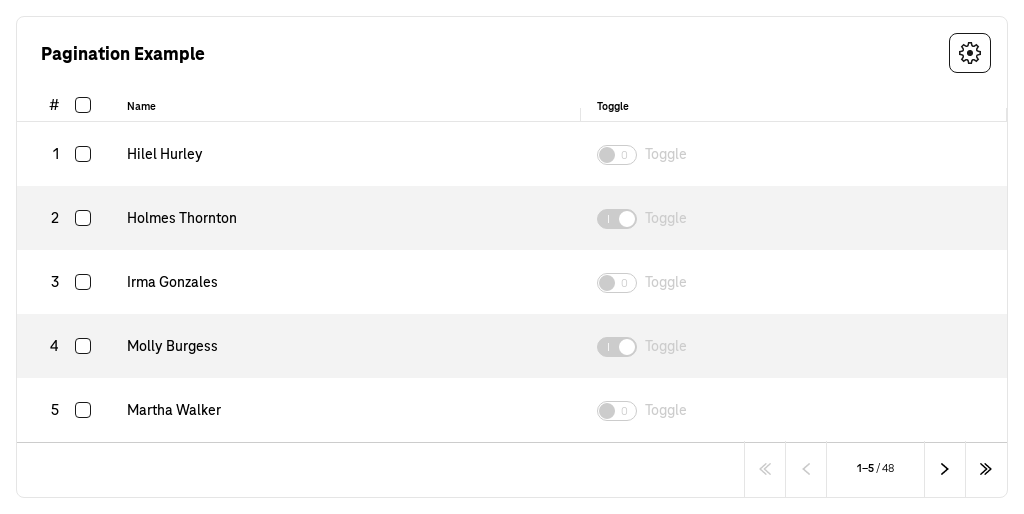 Pagination Example
# Name Toggle
1 Hilel Hurley 0 Toggle
2 Holmes Thornton I Toggle
3 Irma Gonzales 0 Toggle
4 Molly Burgess I Toggle
5 Martha Walker 0 Toggle
1–5 / 48